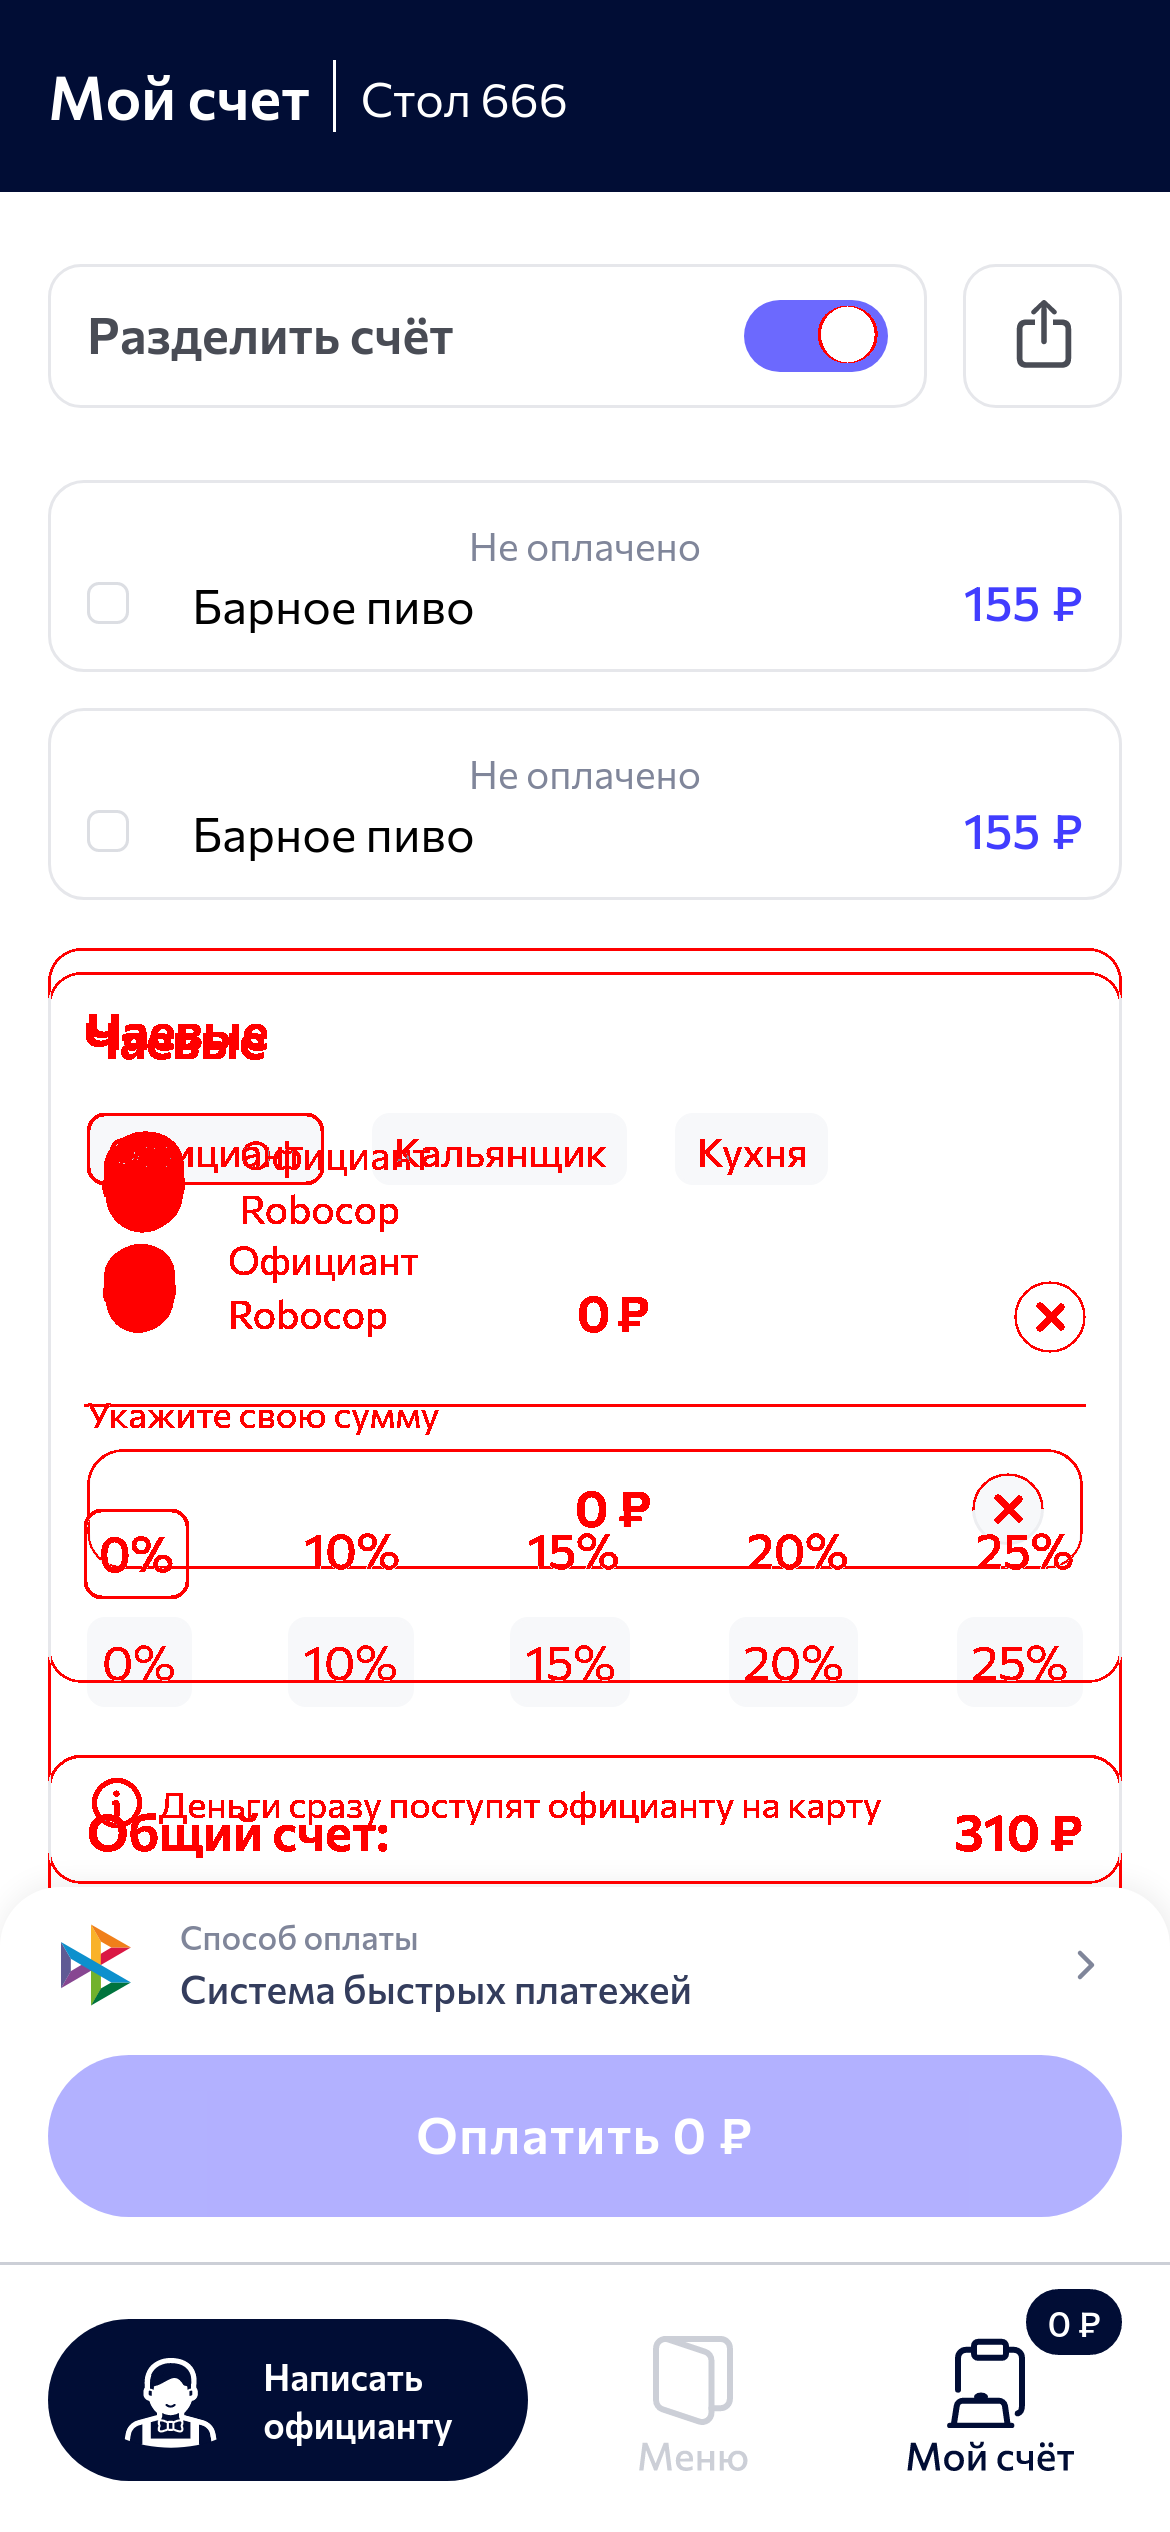 Мой счет
Стол 666
Разделить счёт
Не оплачено
Барное пиво
155 ₽
Не оплачено
Барное пиво
155 ₽
Чаевые
Чаевые
Официант
Кальянщик
Кухня
Официант
Robocop
Официант
Robocop
0 ₽
Укажите свою сумму
0 ₽
0%
10%
15%
20%
25%
0%
10%
15%
20%
25%
Деньги сразу поступят официанту на карту
Общий счет:
310 ₽
Способ оплаты
Система быстрых платежей
Оплатить 0 ₽
0 ₽
Написать
официанту
Меню
Мой счёт